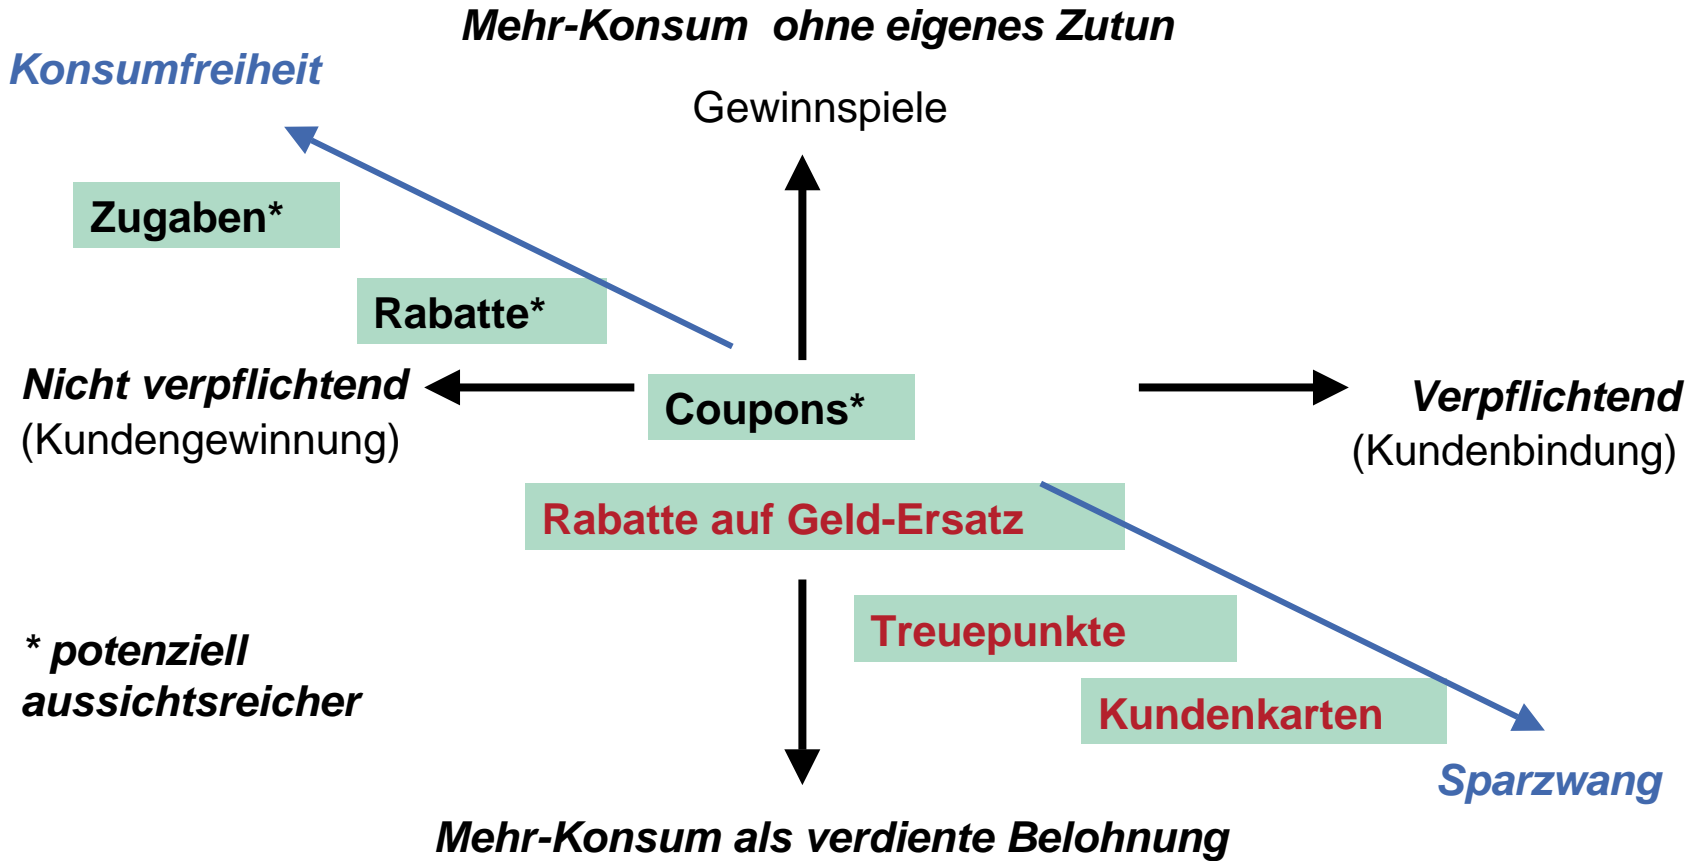 Mehr-Konsum ohne eigenes Zutun
Konsumfreiheit
Gewinnspiele
Zugaben*
Rabatte*
Nicht verpflichtend
(Kundengewinnung)
Coupons*
Verpflichtend
(Kundenbindung)
Rabatte auf Geld-Ersatz
Treuepunkte
* potenziell
aussichtsreicher
Kundenkarten
Sparzwang
Mehr-Konsum als verdiente Belohnung